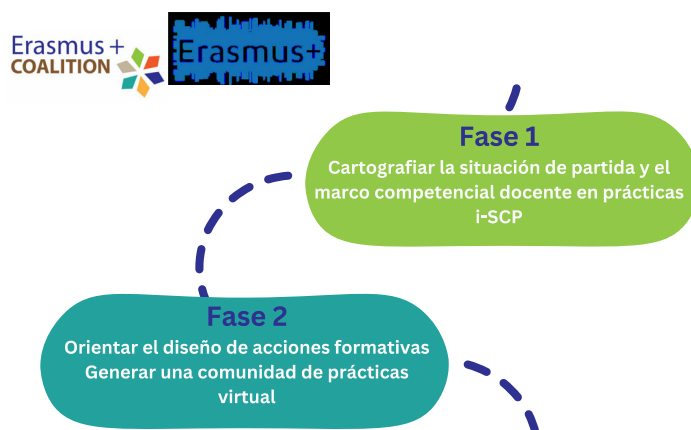 Erasmus +
COALITION
Erasmus+
Fase 1
Cartografiar la situación de partida y el
marco competencial docente en prácticas
i-SCP
Fase 2
Orientar el diseño de acciones formativas
Generar una comunidad de prácticas
virtual